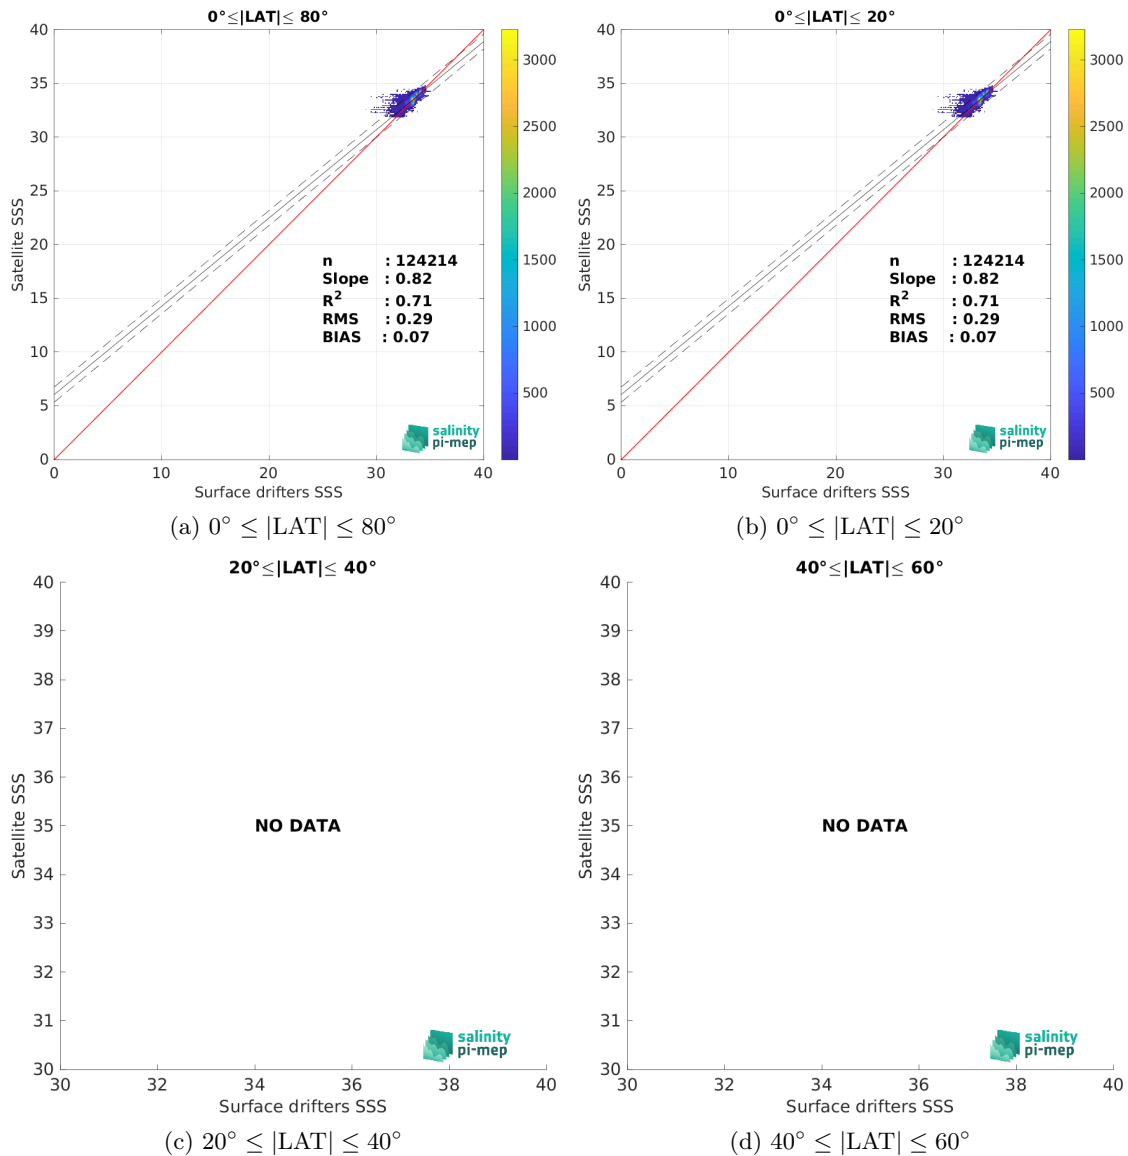 0°≤|LAT|≤ 80°
40
35
30
25
20
15
10
5
0
Satellite SSS
n : 124214
Slope : 0.82
R² : 0.71
RMS : 0.29
BIAS : 0.07
salinity
pi-mep
0 10 20 30 40
Surface drifters SSS
3000
2500
2000
1500
1000
500
(a) 0° ≤ |LAT| ≤ 80°
0°≤|LAT|≤ 20°
40
35
30
25
20
15
10
5
0
Satellite SSS
n : 124214
Slope : 0.82
R² : 0.71
RMS : 0.29
BIAS : 0.07
salinity
pi-mep
0 10 20 30 40
Surface drifters SSS
3000
2500
2000
1500
1000
500
(b) 0° ≤ |LAT| ≤ 20°
20°≤|LAT|≤ 40°
40
39
38
37
36
35
34
33
32
31
30
Satellite SSS
NO DATA
salinity
pi-mep
30 32 34 36 38 40
Surface drifters SSS
(c) 20° ≤ |LAT| ≤ 40°
40°≤|LAT|≤ 60°
40
39
38
37
36
35
34
33
32
31
30
Satellite SSS
NO DATA
salinity
pi-mep
30 32 34 36 38 40
Surface drifters SSS
(d) 40° ≤ |LAT| ≤ 60°